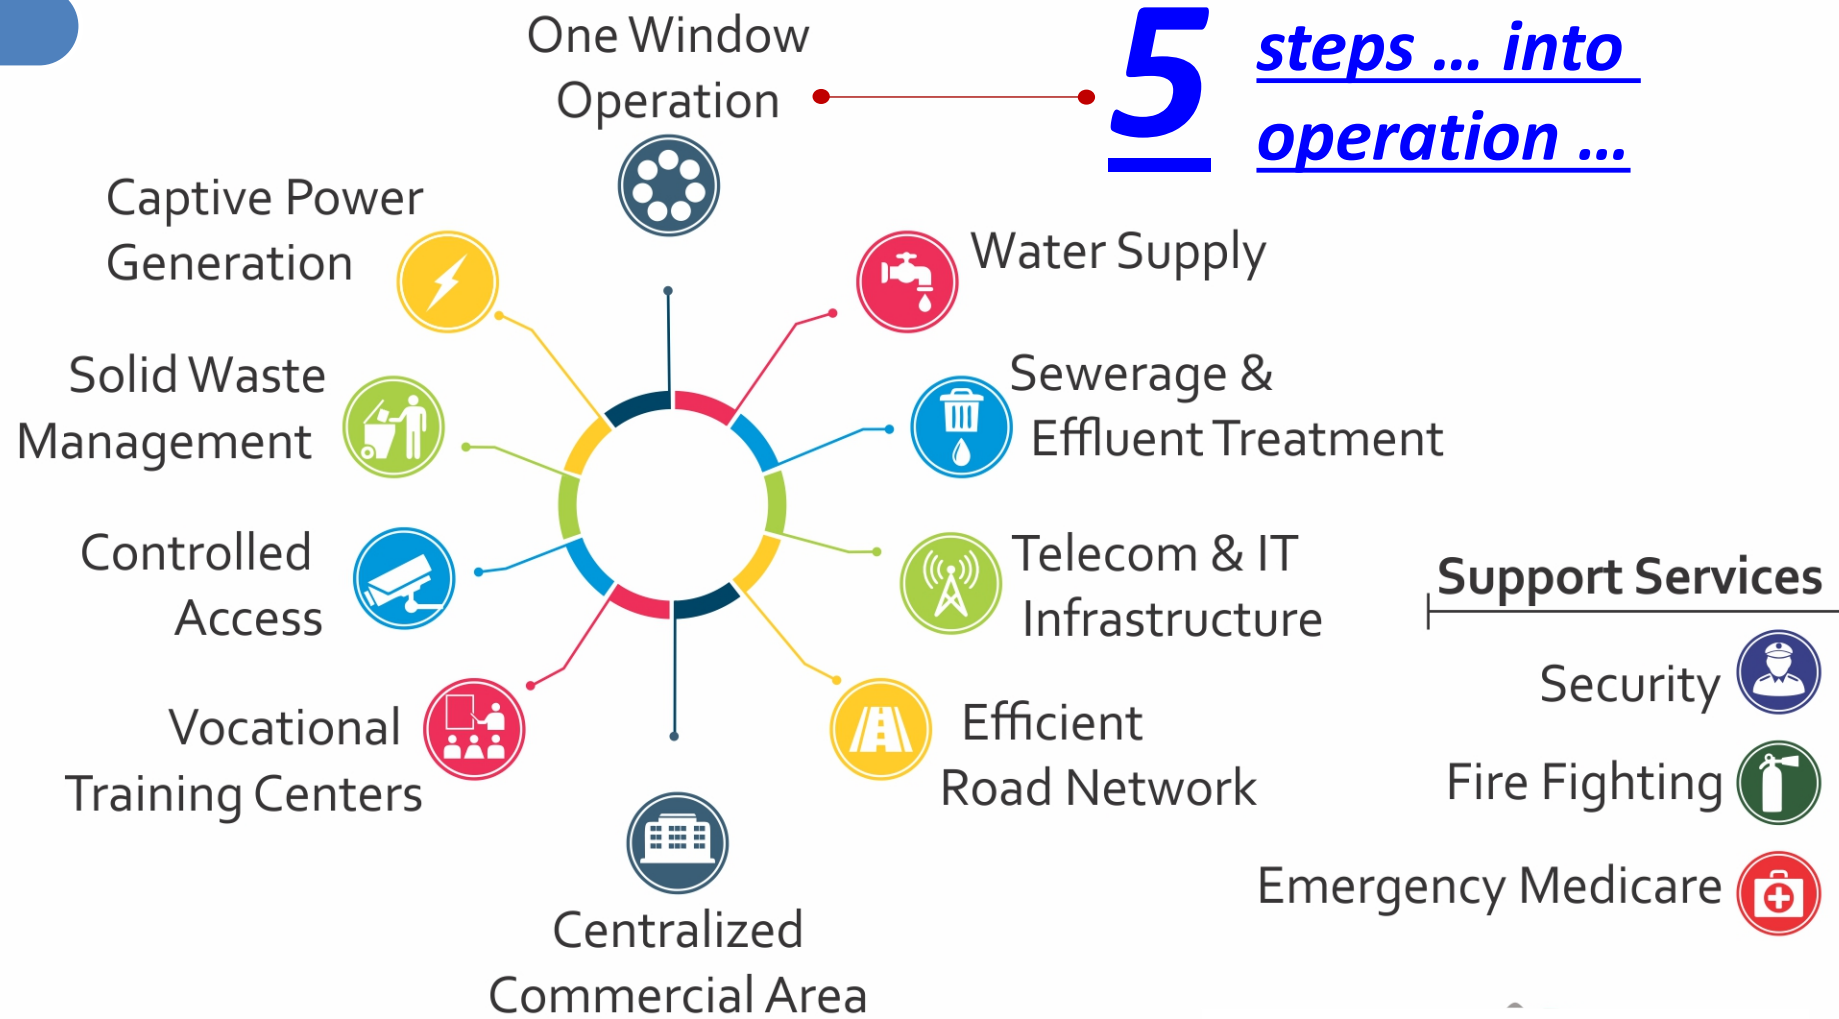 One Window
Operation
5
steps ... into
operation ...
Captive Power
Generation
Water Supply
Solid Waste
Management
Sewerage &
Effluent Treatment
Controlled
Access
Telecom & IT
Infrastructure
Vocational
Training Centers
Efficient
Road Network
Centralized
Commercial Area
Support Services
Security
Fire Fighting
Emergency Medicare